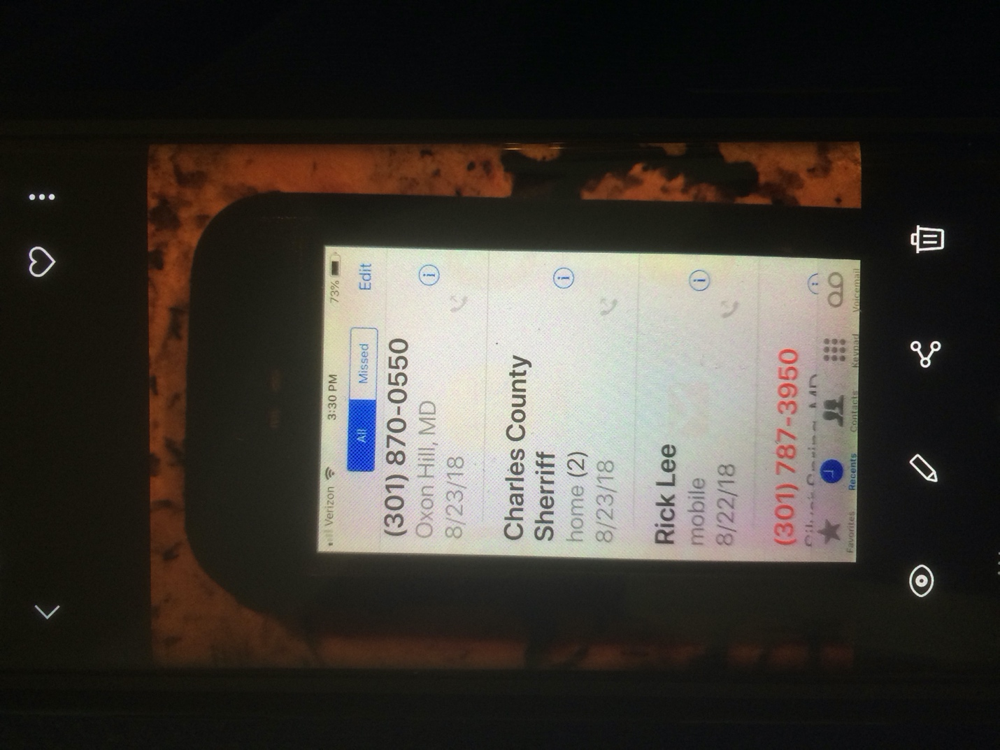 Verizon 3:30 PM 73%
All Missed Edit
(301) 870-0550
Oxon Hill, MD
8/23/18
Charles County
Sherriff
home (2)
8/23/18
Rick Lee
mobile
8/22/18
(301) 787-3950
MD
Favorites Recents Contacts Keypad Voicemail